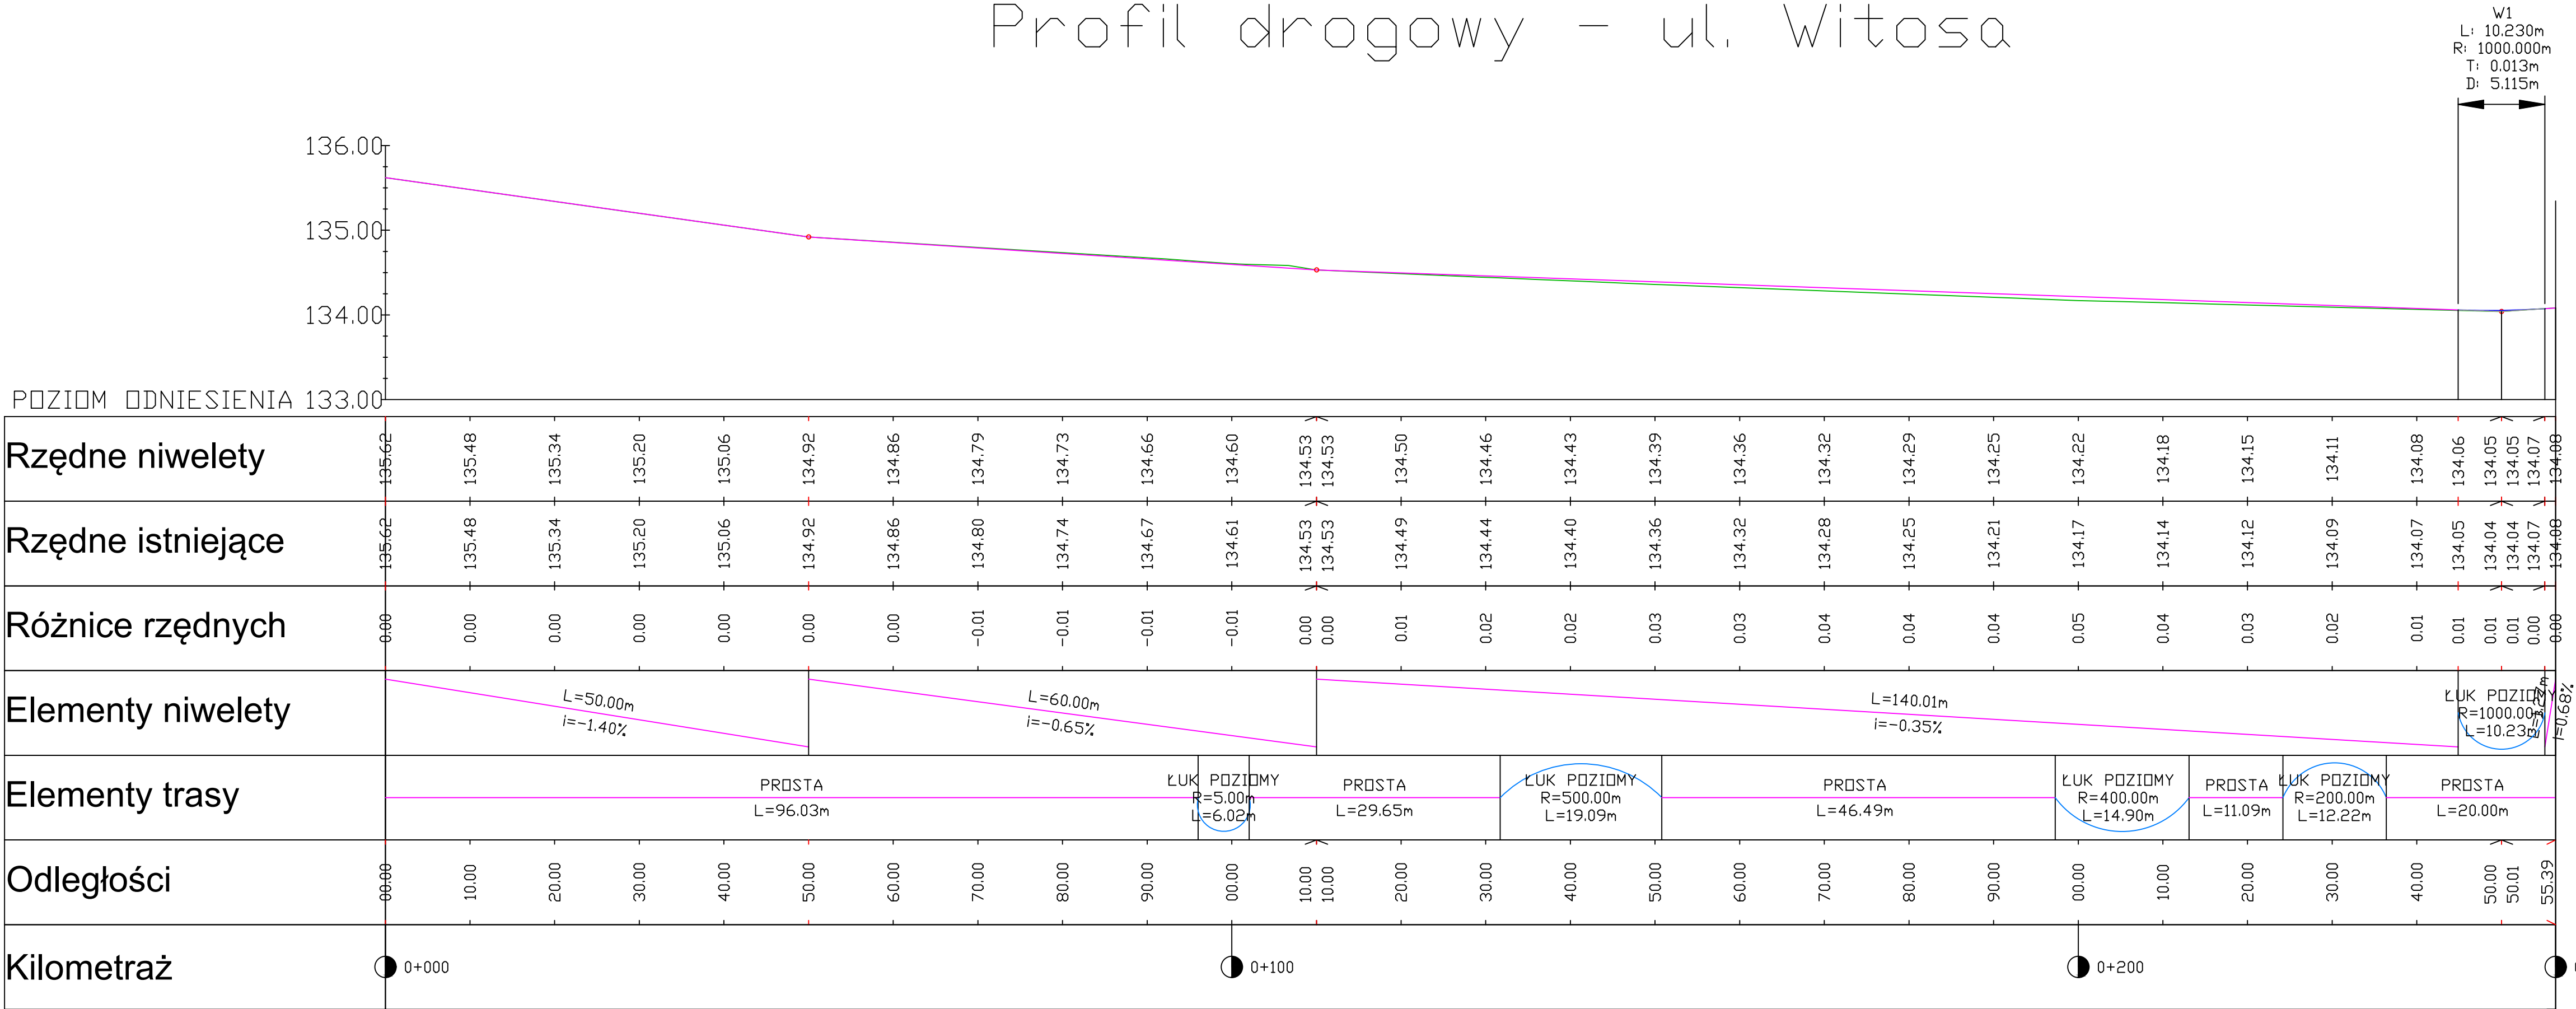 Profil drogowy - ul. Witosa
W1
L: 10.230m
R: 1000.000m
T: 0.013m
D: 5.115m
136.00
135.00
134.00
POZIOM ODNIESIENIA 133.00
Rzędne niwelety 135.62 135.48 135.34 135.20 135.06 134.92 134.86 134.79 134.73 134.66 134.60 134.53 134.53 134.50 134.46 134.43 134.39 134.36 134.32 134.29 134.25 134.22 134.18 134.15 134.11 134.08 134.06 134.05 134.05 134.07 134.08
Rzędne istniejące 135.62 135.48 135.34 135.20 135.06 134.92 134.86 134.80 134.74 134.67 134.61 134.53 134.53 134.49 134.44 134.40 134.36 134.32 134.28 134.25 134.21 134.17 134.14 134.12 134.09 134.07 134.05 134.04 134.04 134.07 134.08
Różnice rzędnych 0.00 0.00 0.00 0.00 0.00 0.00 0.00 -0.01 -0.01 -0.01 -0.01 0.00 0.00 0.01 0.02 0.02 0.03 0.03 0.04 0.04 0.04 0.05 0.04 0.03 0.02 0.01 0.01 0.01 0.01 0.00 0.00
Elementy niwelety
L=50.00m
i=-1.40%
L=60.00m
i=-0.65%
L=140.01m
i=-0.35%
ŁUK POZIOMY
R=1000.00m
L=10.23m
i=0.68%
Elementy trasy
PROSTA
L=96.03m
ŁUK POZIOMY
R=5.00m
L=6.02m
PROSTA
L=29.65m
ŁUK POZIOMY
R=500.00m
L=19.09m
PROSTA
L=46.49m
ŁUK POZIOMY
R=400.00m
L=14.90m
PROSTA
L=11.09m
ŁUK POZIOMY
R=200.00m
L=12.22m
PROSTA
L=20.00m
Odległości 00.00 10.00 20.00 30.00 40.00 50.00 60.00 70.00 80.00 90.00 00.00 10.00 10.00 20.00 30.00 40.00 50.00 60.00 70.00 80.00 90.00 00.00 10.00 20.00 30.00 40.00 50.00 50.01 55.39
Kilometraż 0+000 0+100 0+200